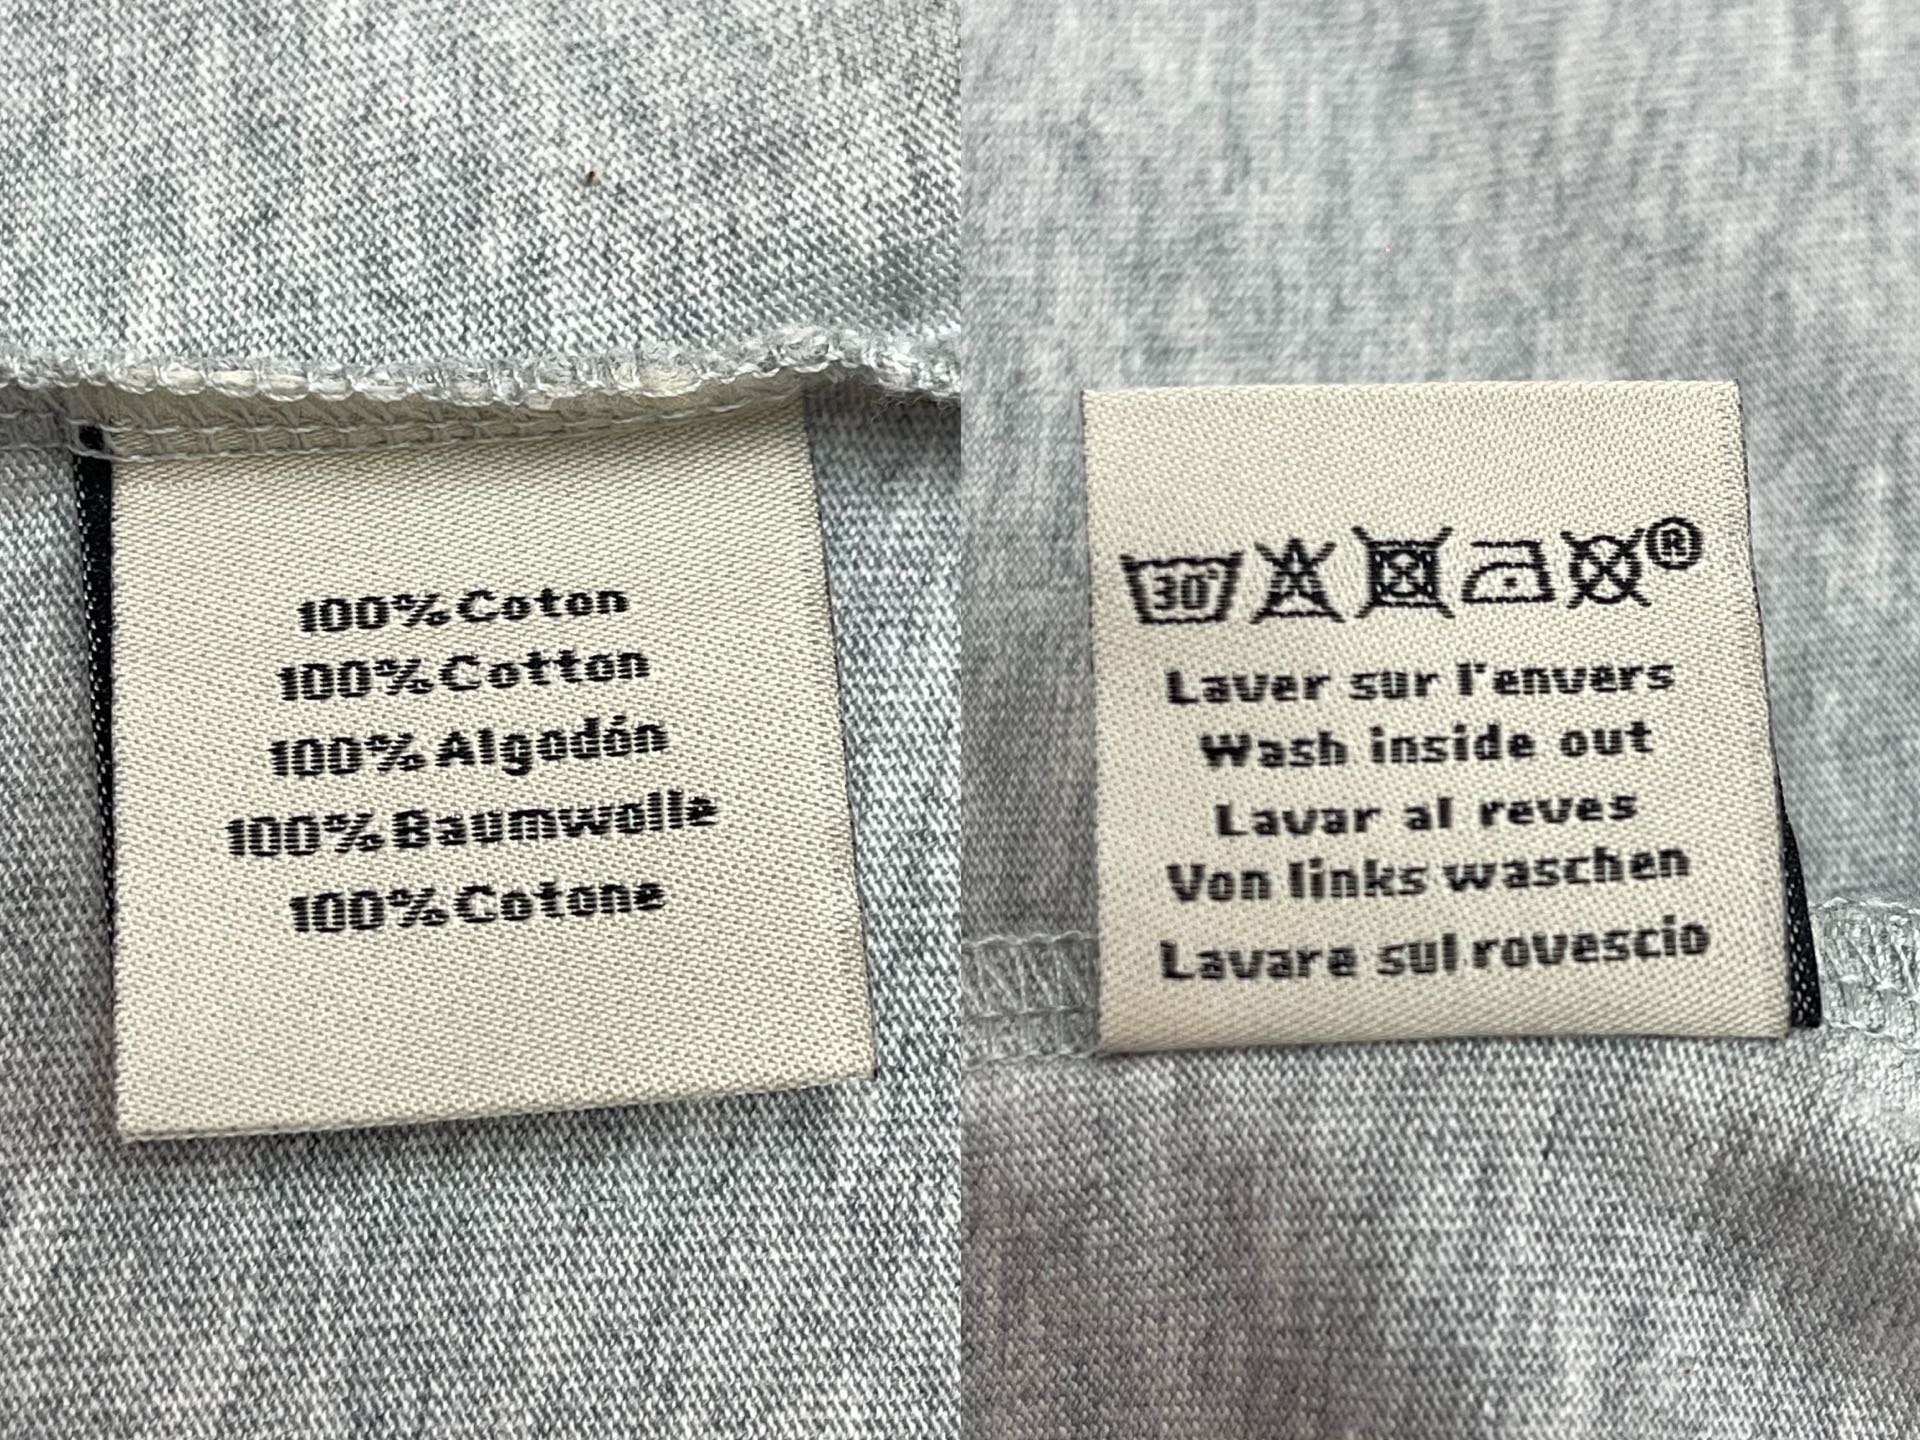 100% Coton
100% Cotton
100% Algodón
100% Baumwolle
100% Cotone
30° ®
Laver sur l'envers
Wash inside out
Lavar al reves
Von links waschen
Lavare sul rovescio